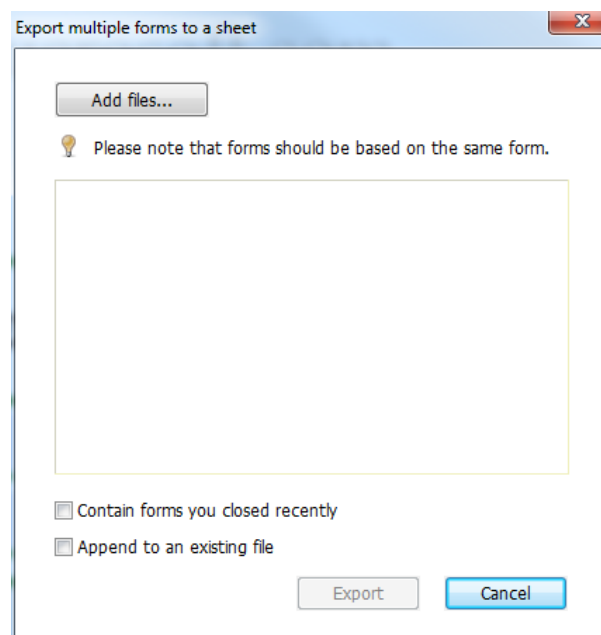 Export multiple forms to a sheet
Add files...
Please note that forms should be based on the same form.
Contain forms you closed recently
Append to an existing file
Export
Cancel